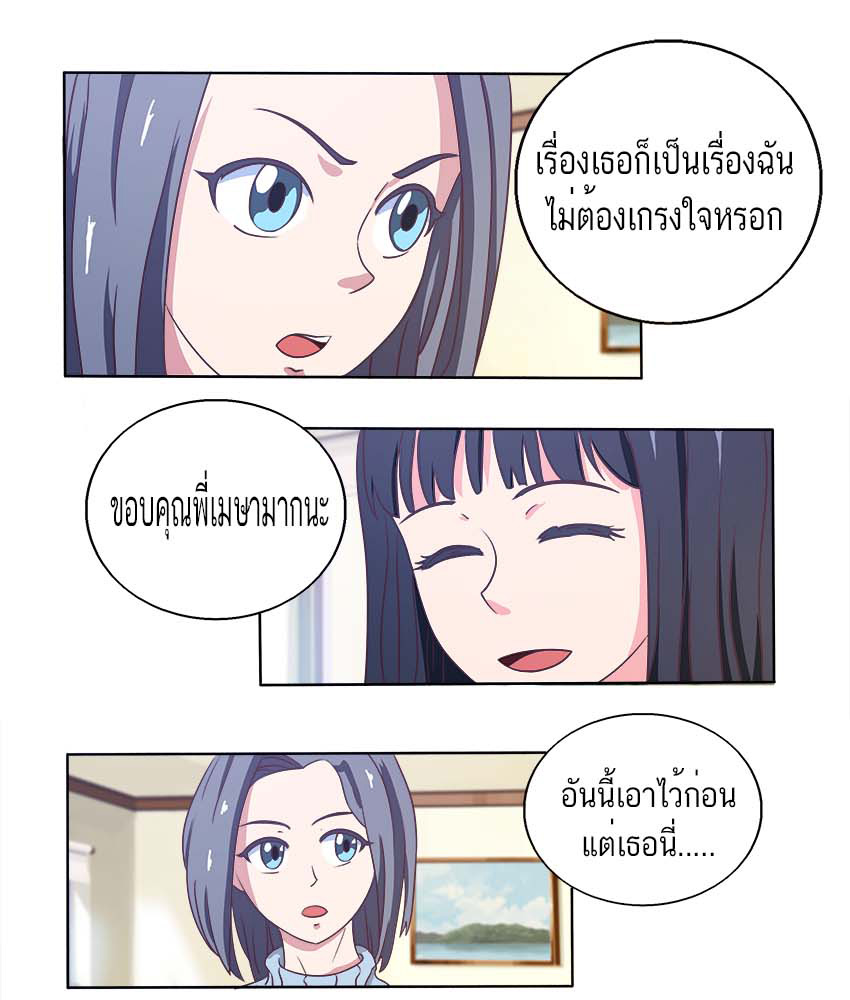 เรื่องเธอก็เป็นเรื่องฉัน
ไม่ต้องเกรงใจหรอก
ขอบคุณพี่เมษามากนะ
อันนี้เอาไว้ก่อน
แต่เธอนี่.....